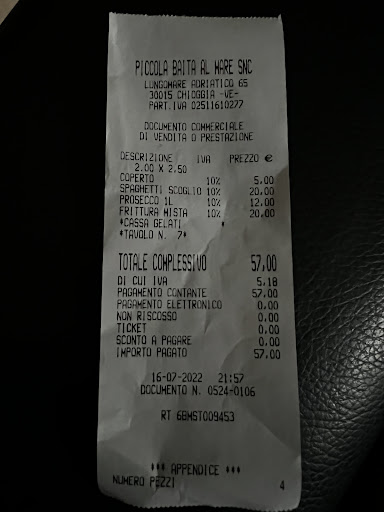 PICCOLA BAITA AL MARE SNC
LUNGOMARE ADRIATICO 65
30015 CHIOGGIA -VE-
PART.IVA 02511610277
DOCUMENTO COMMERCIALE
DI VENDITA O PRESTAZIONE
DESCRIZIONE IVA PREZZO €
2.00 X 2.50
COPERTO 10% 5.00
SPAGHETTI SCOGLIO 10% 20.00
PROSECCO 1L 10% 12.00
FRITTURA MISTA 10% 20.00
*CASSA GELATI *
*TAVOLO N. 7*
TOTALE COMPLESSIVO 57,00
DI CUI IVA 5,18
PAGAMENTO CONTANTE 57,00
PAGAMENTO ELETTRONICO 0,00
NON RISCOSSO 0,00
TICKET 0,00
SCONTO A PAGARE 0,00
IMPORTO PAGATO 57,00
16-07-2022 21:57
DOCUMENTO N. 0524-0106
RT 6BMST009453
*** APPENDICE ***
NUMERO PEZZI 4